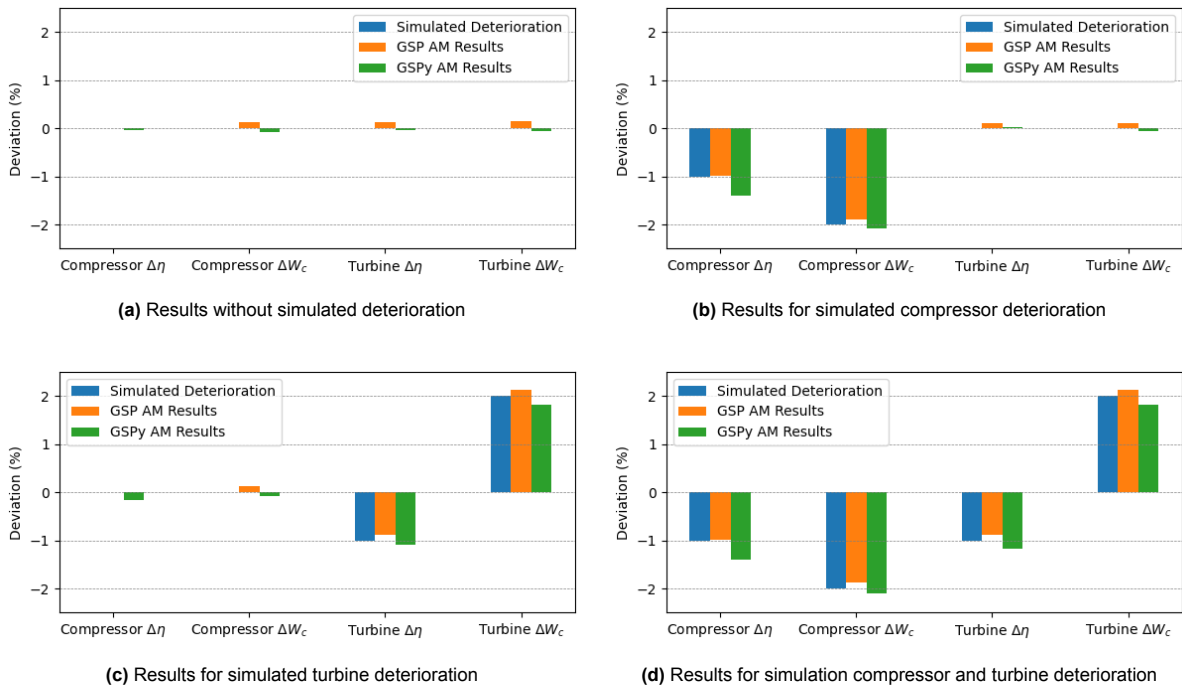 Deviation (%)
2
1
0
−1
−2
Simulated Deterioration
GSP AM Results
GSPy AM Results
Compressor Δη
Compressor ΔW_c
Turbine Δη
Turbine ΔW_c
(a) Results without simulated deterioration
Deviation (%)
2
1
0
−1
−2
Simulated Deterioration
GSP AM Results
GSPy AM Results
Compressor Δη
Compressor ΔW_c
Turbine Δη
Turbine ΔW_c
(b) Results for simulated compressor deterioration
Deviation (%)
2
1
0
−1
−2
Simulated Deterioration
GSP AM Results
GSPy AM Results
Compressor Δη
Compressor ΔW_c
Turbine Δη
Turbine ΔW_c
(c) Results for simulated turbine deterioration
Deviation (%)
2
1
0
−1
−2
Simulated Deterioration
GSP AM Results
GSPy AM Results
Compressor Δη
Compressor ΔW_c
Turbine Δη
Turbine ΔW_c
(d) Results for simulation compressor and turbine deterioration